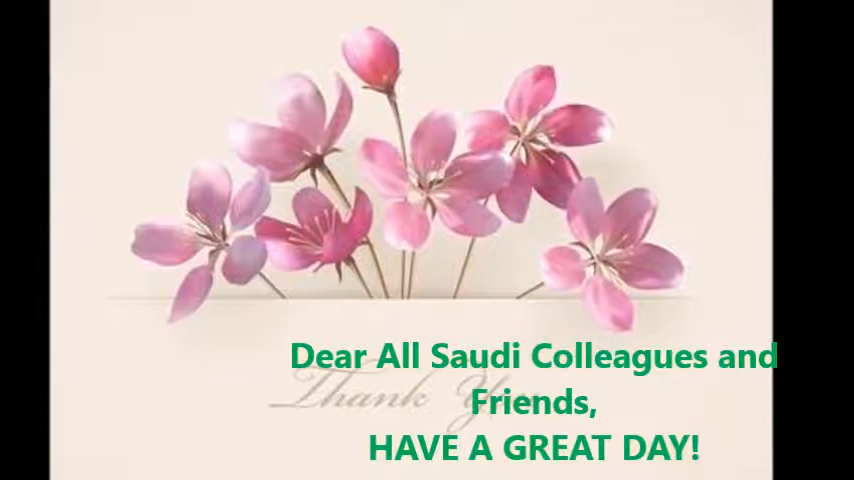 Dear All Saudi Colleagues and
Thank You
Friends,
HAVE A GREAT DAY!